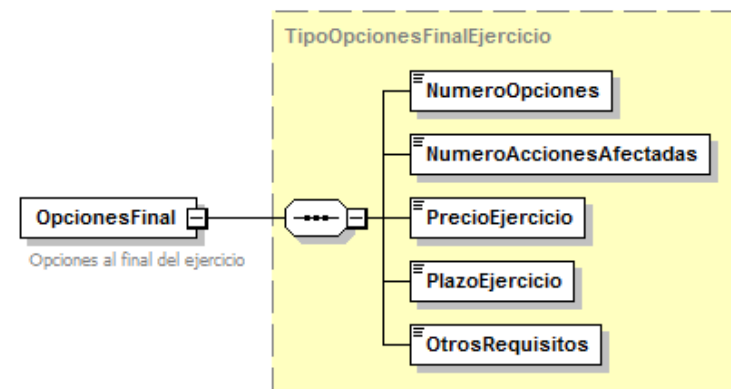 TipoOpcionesFinalEjercicio
NumeroOpciones
NumeroAccionesAfectadas
OpcionesFinal
PrecioEjercicio
Opciones al final del ejercicio
PlazoEjercicio
OtrosRequisitos